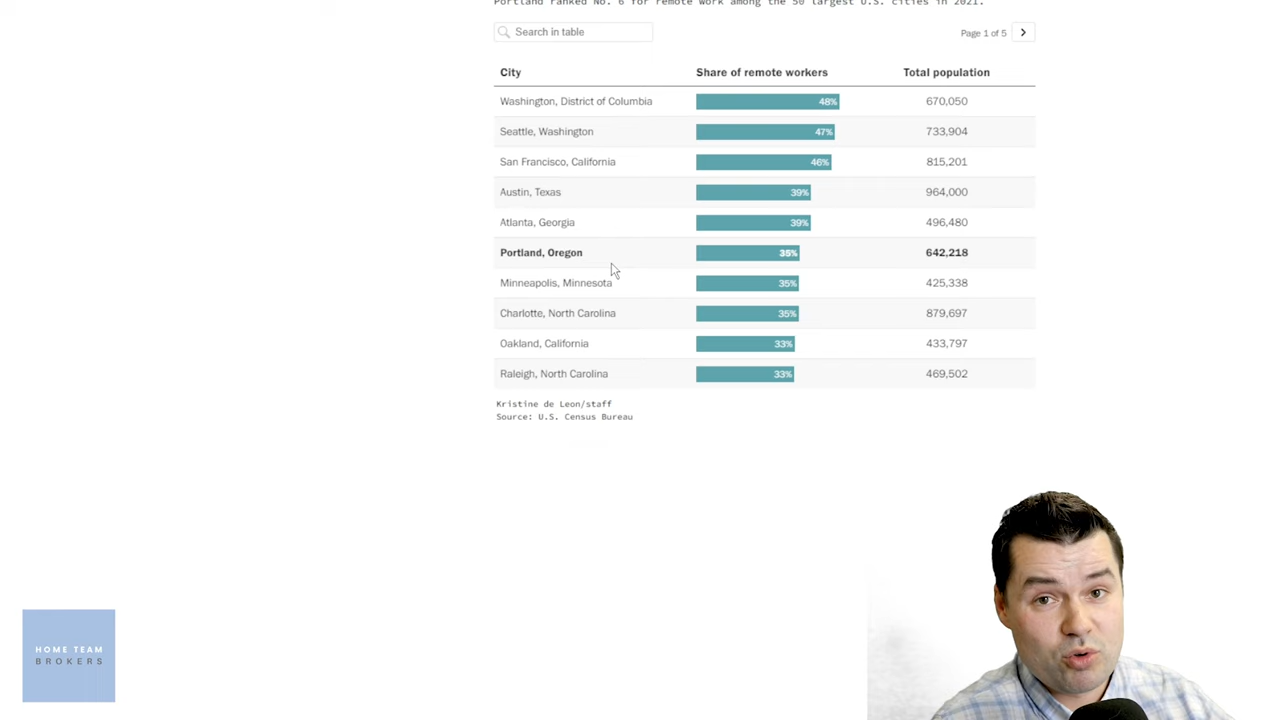 Portland ranked No. 6 for remote work among the 50 largest U.S. cities in 2021.
Search in table
Page 1 of 5
City Share of remote workers Total population
Washington, District of Columbia 48% 670,050
Seattle, Washington 47% 733,904
San Francisco, California 46% 815,201
Austin, Texas 39% 964,000
Atlanta, Georgia 39% 496,480
Portland, Oregon 35% 642,218
Minneapolis, Minnesota 35% 425,338
Charlotte, North Carolina 35% 879,697
Oakland, California 33% 433,797
Raleigh, North Carolina 33% 469,502
Kristine de Leon/staff
Source: U.S. Census Bureau
HOME TEAM
BROKERS